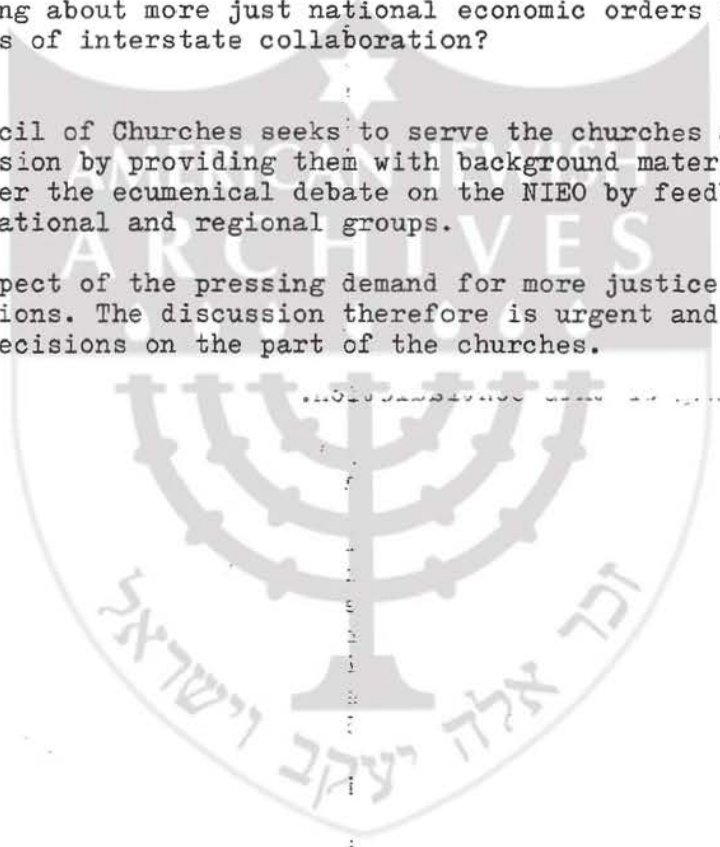 ng about more just national economic orders
s of interstate collaboration?
cil of Churches seeks to serve the churches
sion by providing them with background mater
er the ecumenical debate on the NIEO by feed
ational and regional groups.
pect of the pressing demand for more justice
ions. The discussion therefore is urgent and
ecisions on the part of the churches.
AMERICAN JEWISH
ARCHIVES
זכר אלה יעקב וישראל